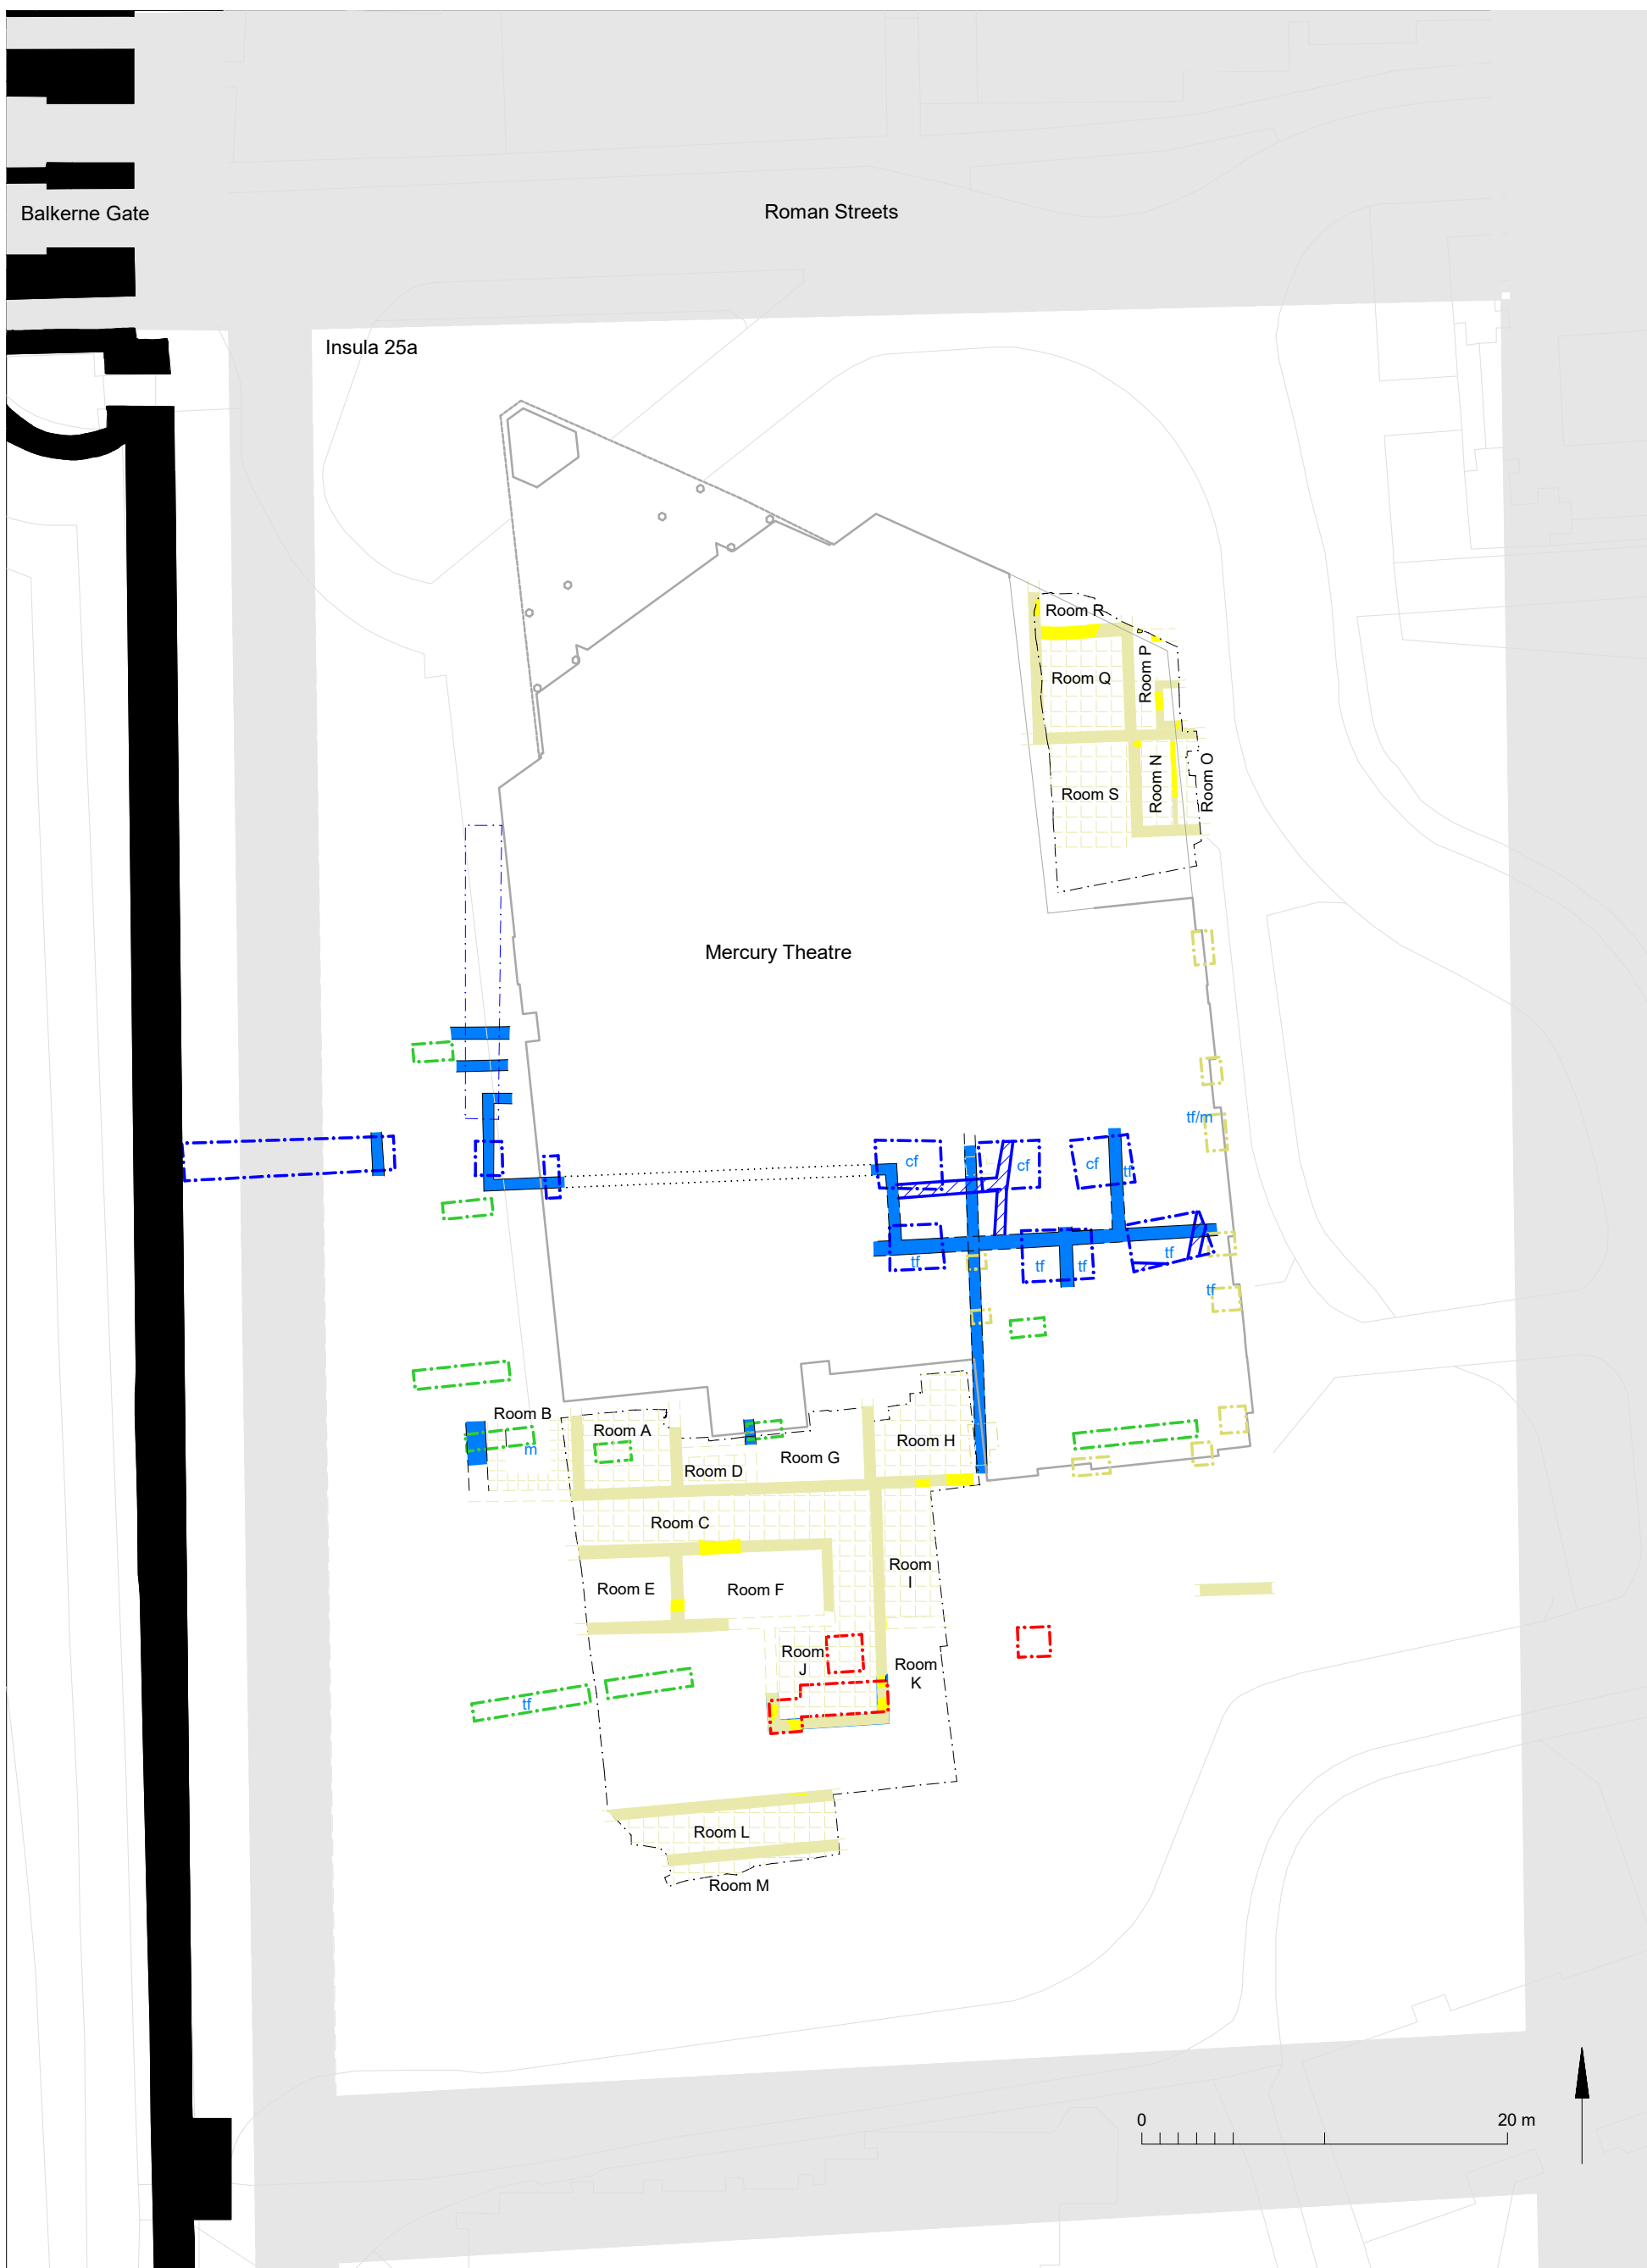 Balkerne Gate
Roman Streets
Insula 25a
Room R
Room P
Room Q
Room N
Room O
Room S
Mercury Theatre
tf/m
cf
cf
cf
tf
tf
tf
tf
tf
tf
Room B
Room A
m
Room H
Room G
Room D
Room C
Room
I
Room E
Room F
Room
J
Room
K
tf
Room L
Room M
0
20 m